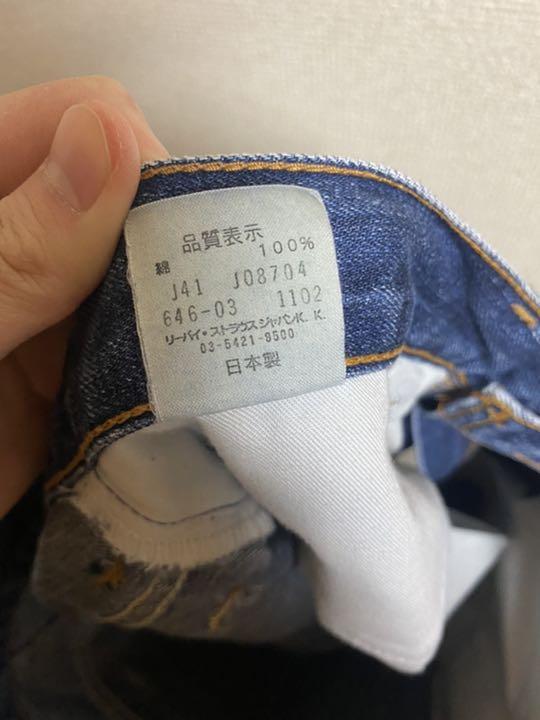 品質表示
綿 100%
J41 J08704
646-03 1102
リーバイ・ストラウスジャパンK.K.
03-5421-9500
日本製